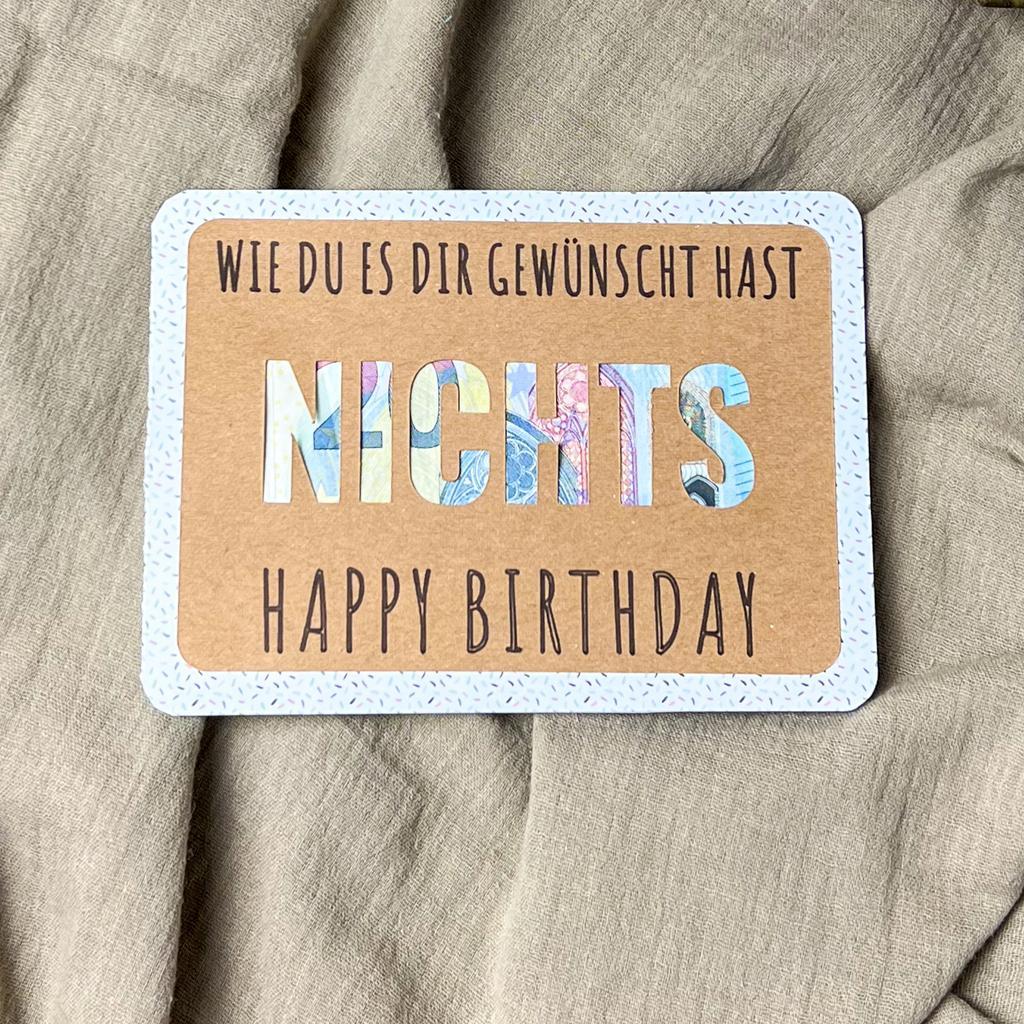 WIE DU ES DIR GEWÜNSCHT HAST
NICHTS
HAPPY BIRTHDAY